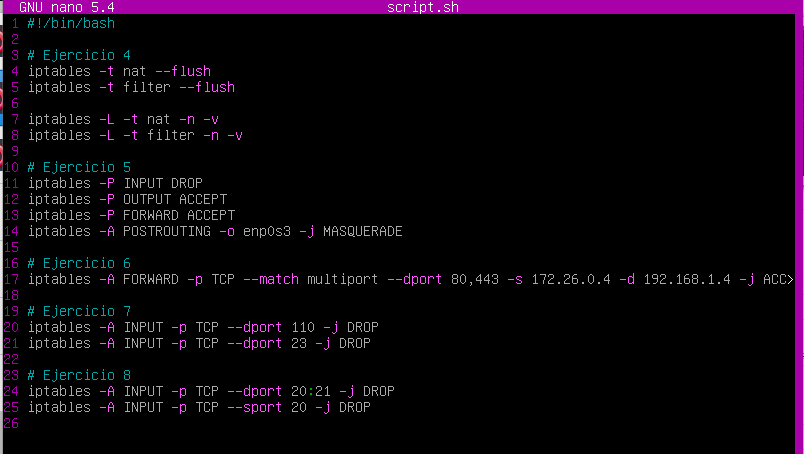 GNU nano 5.4 script.sh
1 #!/bin/bash
2
3 # Ejercicio 4
4 iptables -t nat --flush
5 iptables -t filter --flush
6
7 iptables -L -t nat -n -v
8 iptables -L -t filter -n -v
9
10 # Ejercicio 5
11 iptables -P INPUT DROP
12 iptables -P OUTPUT ACCEPT
13 iptables -P FORWARD ACCEPT
14 iptables -A POSTROUTING -o enp0s3 -j MASQUERADE
15
16 # Ejercicio 6
17 iptables -A FORWARD -p TCP --match multiport --dport 80,443 -s 172.26.0.4 -d 192.168.1.4 -j ACC>
18
19 # Ejercicio 7
20 iptables -A INPUT -p TCP --dport 110 -j DROP
21 iptables -A INPUT -p TCP --dport 23 -j DROP
22
23 # Ejercicio 8
24 iptables -A INPUT -p TCP --dport 20:21 -j DROP
25 iptables -A INPUT -p TCP --sport 20 -j DROP
26